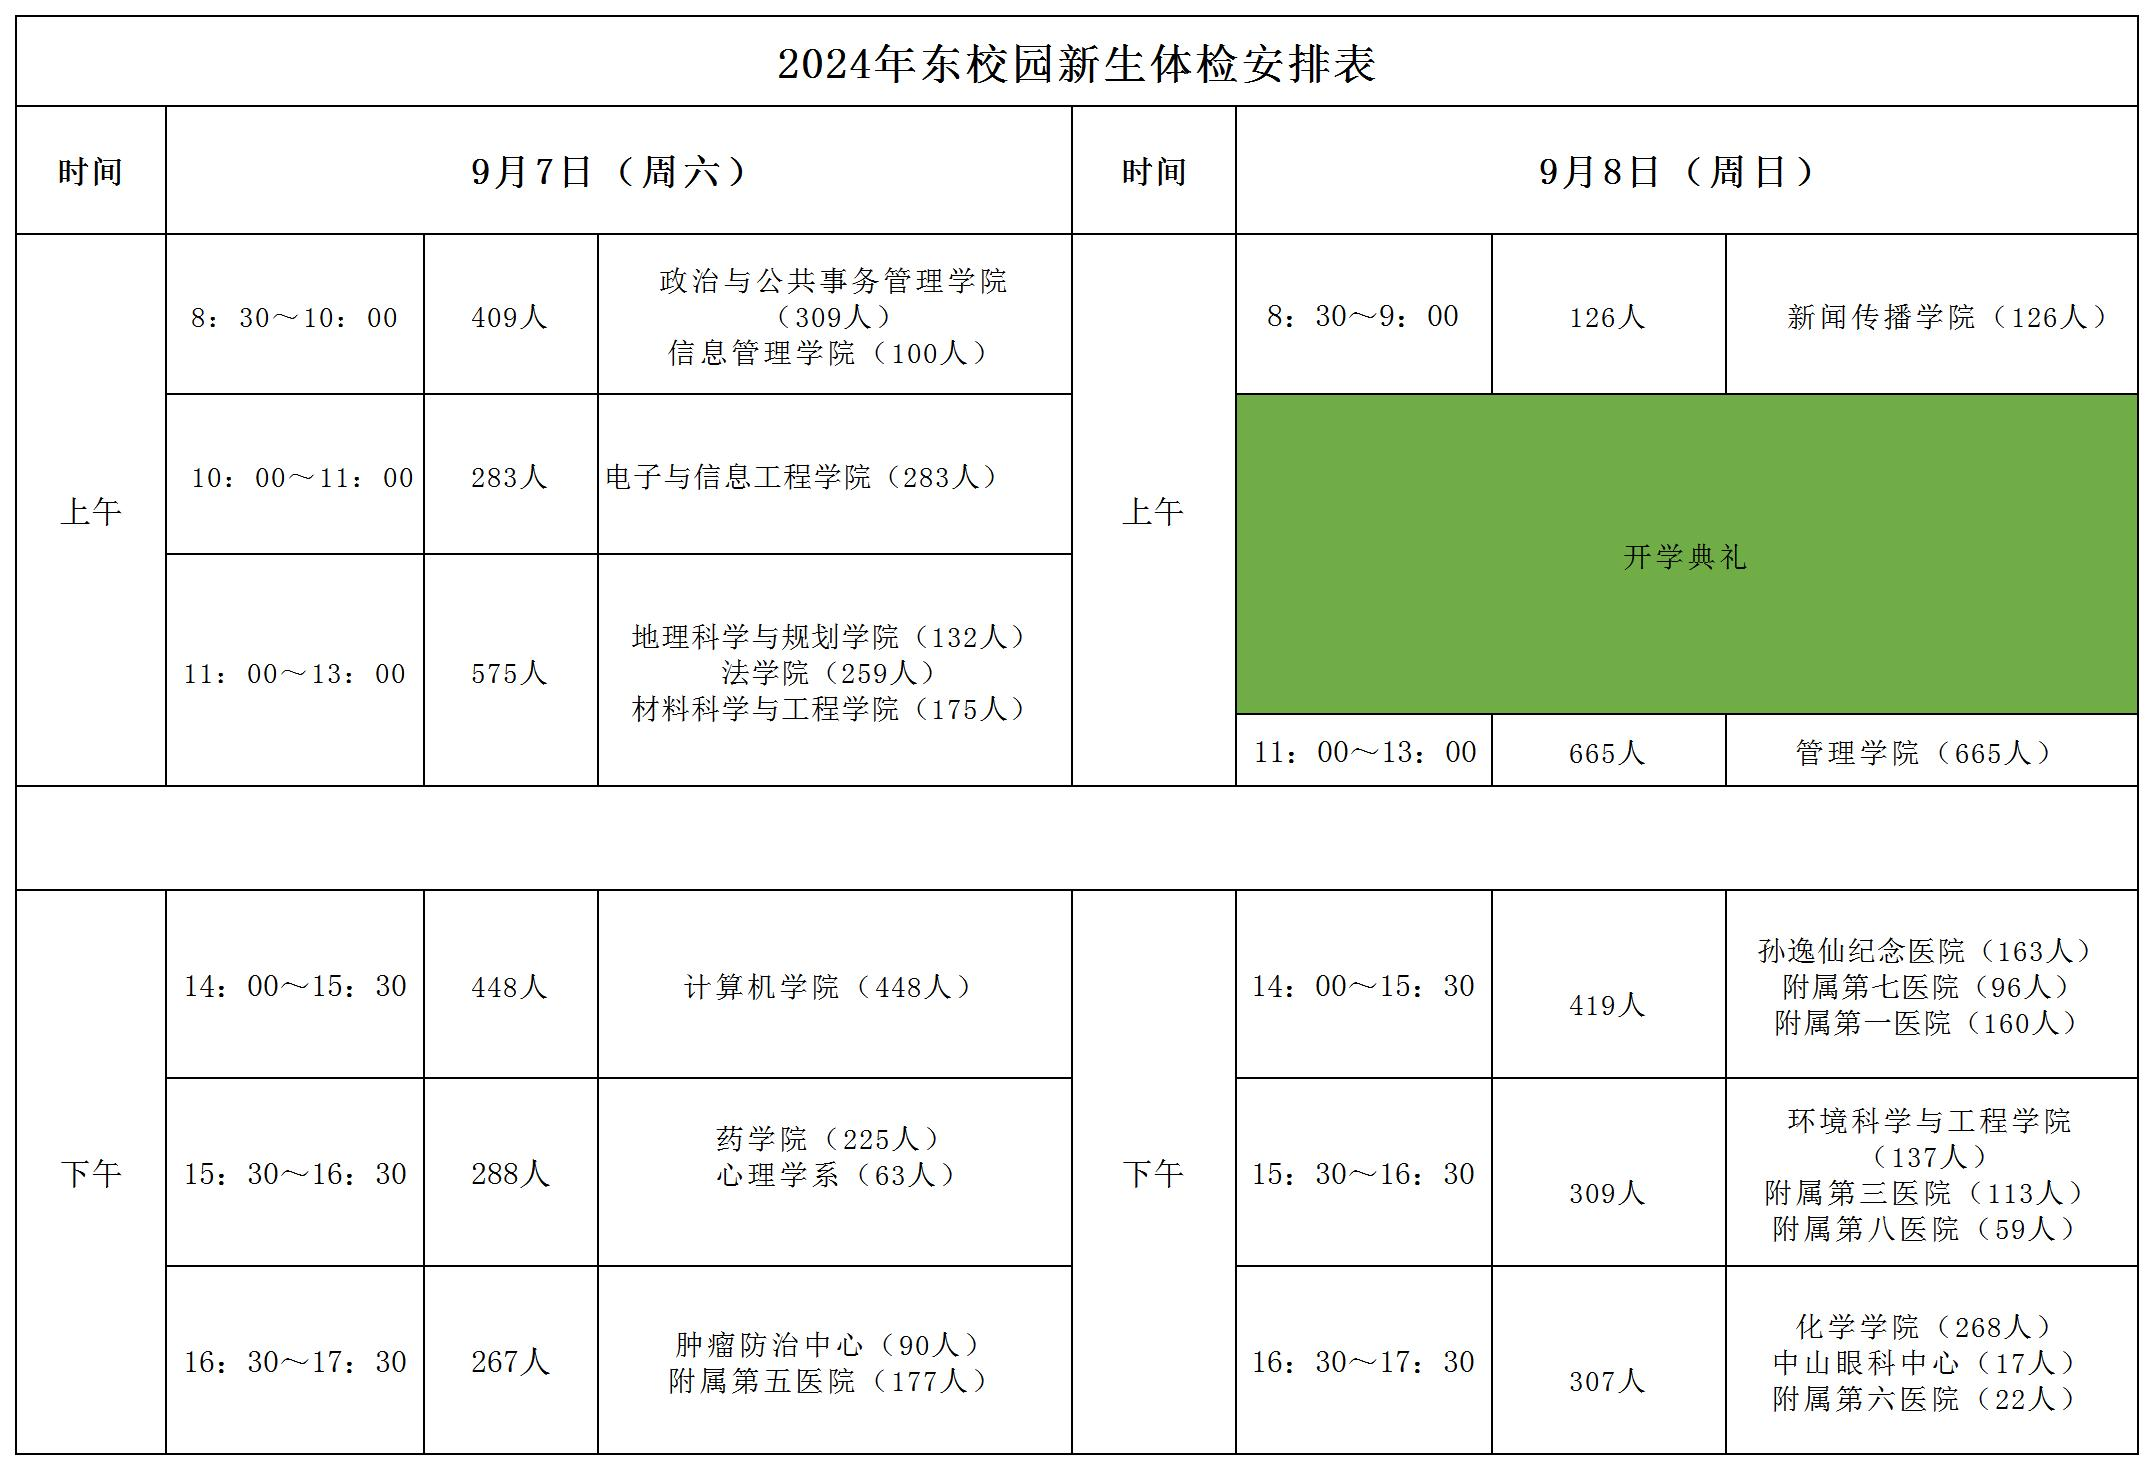 2024年东校园新生体检安排表
时间
9月7日（周六）
时间
9月8日（周日）
上午
8：30～10：00
409人
政治与公共事务管理学院
（309人）
信息管理学院（100人）
10：00～11：00
283人
电子与信息工程学院（283人）
11：00～13：00
575人
地理科学与规划学院（132人）
法学院（259人）
材料科学与工程学院（175人）
上午
8：30～9：00
126人
新闻传播学院（126人）
开学典礼
11：00～13：00
665人
管理学院（665人）
下午
14：00～15：30
448人
计算机学院（448人）
15：30～16：30
288人
药学院（225人）
心理学系（63人）
16：30～17：30
267人
肿瘤防治中心（90人）
附属第五医院（177人）
下午
14：00～15：30
419人
孙逸仙纪念医院（163人）
附属第七医院（96人）
附属第一医院（160人）
15：30～16：30
309人
环境科学与工程学院
（137人）
附属第三医院（113人）
附属第八医院（59人）
16：30～17：30
307人
化学学院（268人）
中山眼科中心（17人）
附属第六医院（22人）